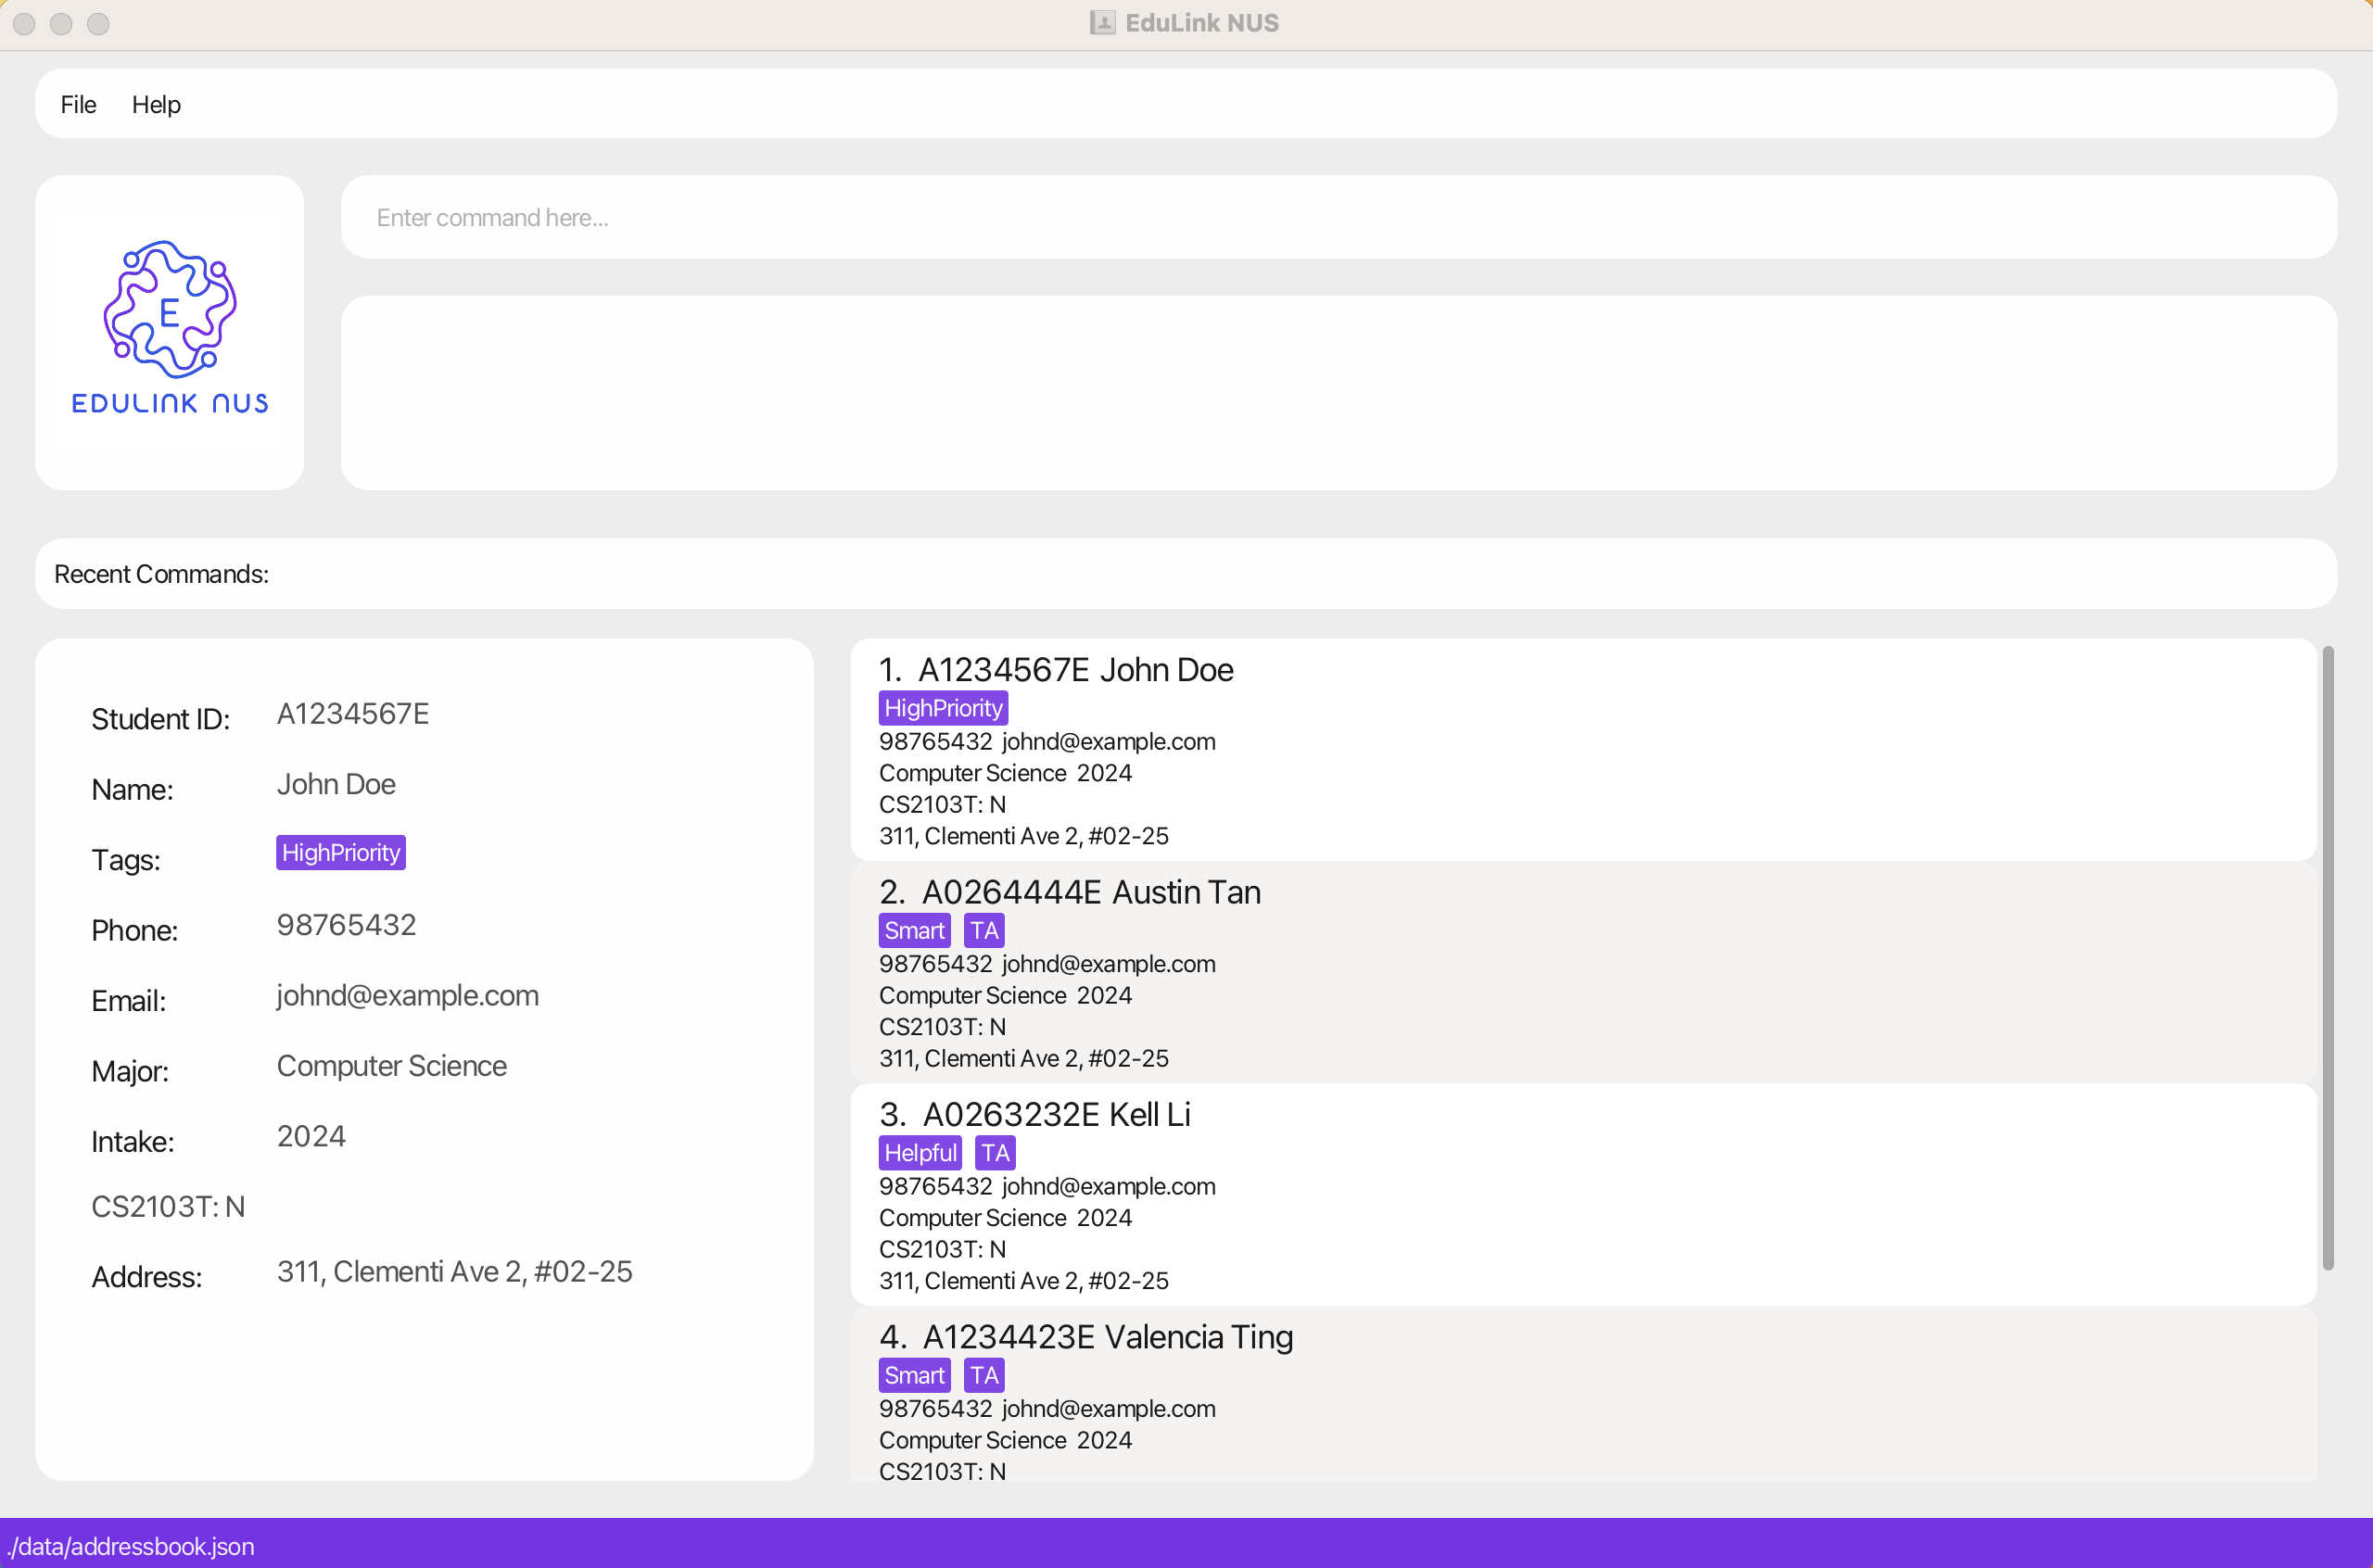 EduLink NUS
File Help
Enter command here...
E
EDULINK NUS
Recent Commands:
Student ID: A1234567E
Name: John Doe
Tags: HighPriority
Phone: 98765432
Email: johnd@example.com
Major: Computer Science
Intake: 2024
CS2103T: N
Address: 311, Clementi Ave 2, #02-25
1. A1234567E John Doe
HighPriority
98765432 johnd@example.com
Computer Science 2024
CS2103T: N
311, Clementi Ave 2, #02-25
2. A0264444E Austin Tan
Smart TA
98765432 johnd@example.com
Computer Science 2024
CS2103T: N
311, Clementi Ave 2, #02-25
3. A0263232E Kell Li
Helpful TA
98765432 johnd@example.com
Computer Science 2024
CS2103T: N
311, Clementi Ave 2, #02-25
4. A1234423E Valencia Ting
Smart TA
98765432 johnd@example.com
Computer Science 2024
CS2103T: N
./data/addressbook.json